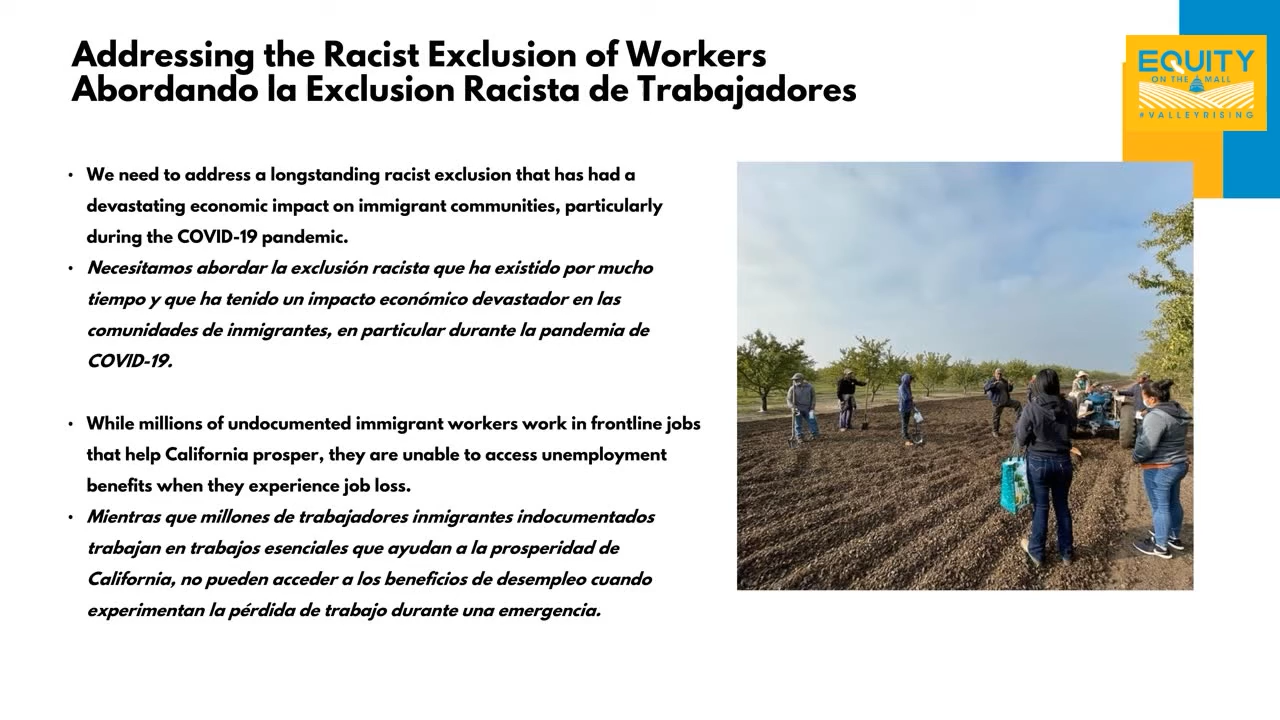 Addressing the Racist Exclusion of Workers
Abordando la Exclusion Racista de Trabajadores
EQUITY
ON THE MALL
#VALLEYRISING
• We need to address a longstanding racist exclusion that has had a
devastating economic impact on immigrant communities, particularly
during the COVID-19 pandemic.
• Necesitamos abordar la exclusión racista que ha existido por mucho
tiempo y que ha tenido un impacto económico devastador en las
comunidades de inmigrantes, en particular durante la pandemia de
COVID-19.
• While millions of undocumented immigrant workers work in frontline jobs
that help California prosper, they are unable to access unemployment
benefits when they experience job loss.
• Mientras que millones de trabajadores inmigrantes indocumentados
trabajan en trabajos esenciales que ayudan a la prosperidad de
California, no pueden acceder a los beneficios de desempleo cuando
experimentan la pérdida de trabajo durante una emergencia.